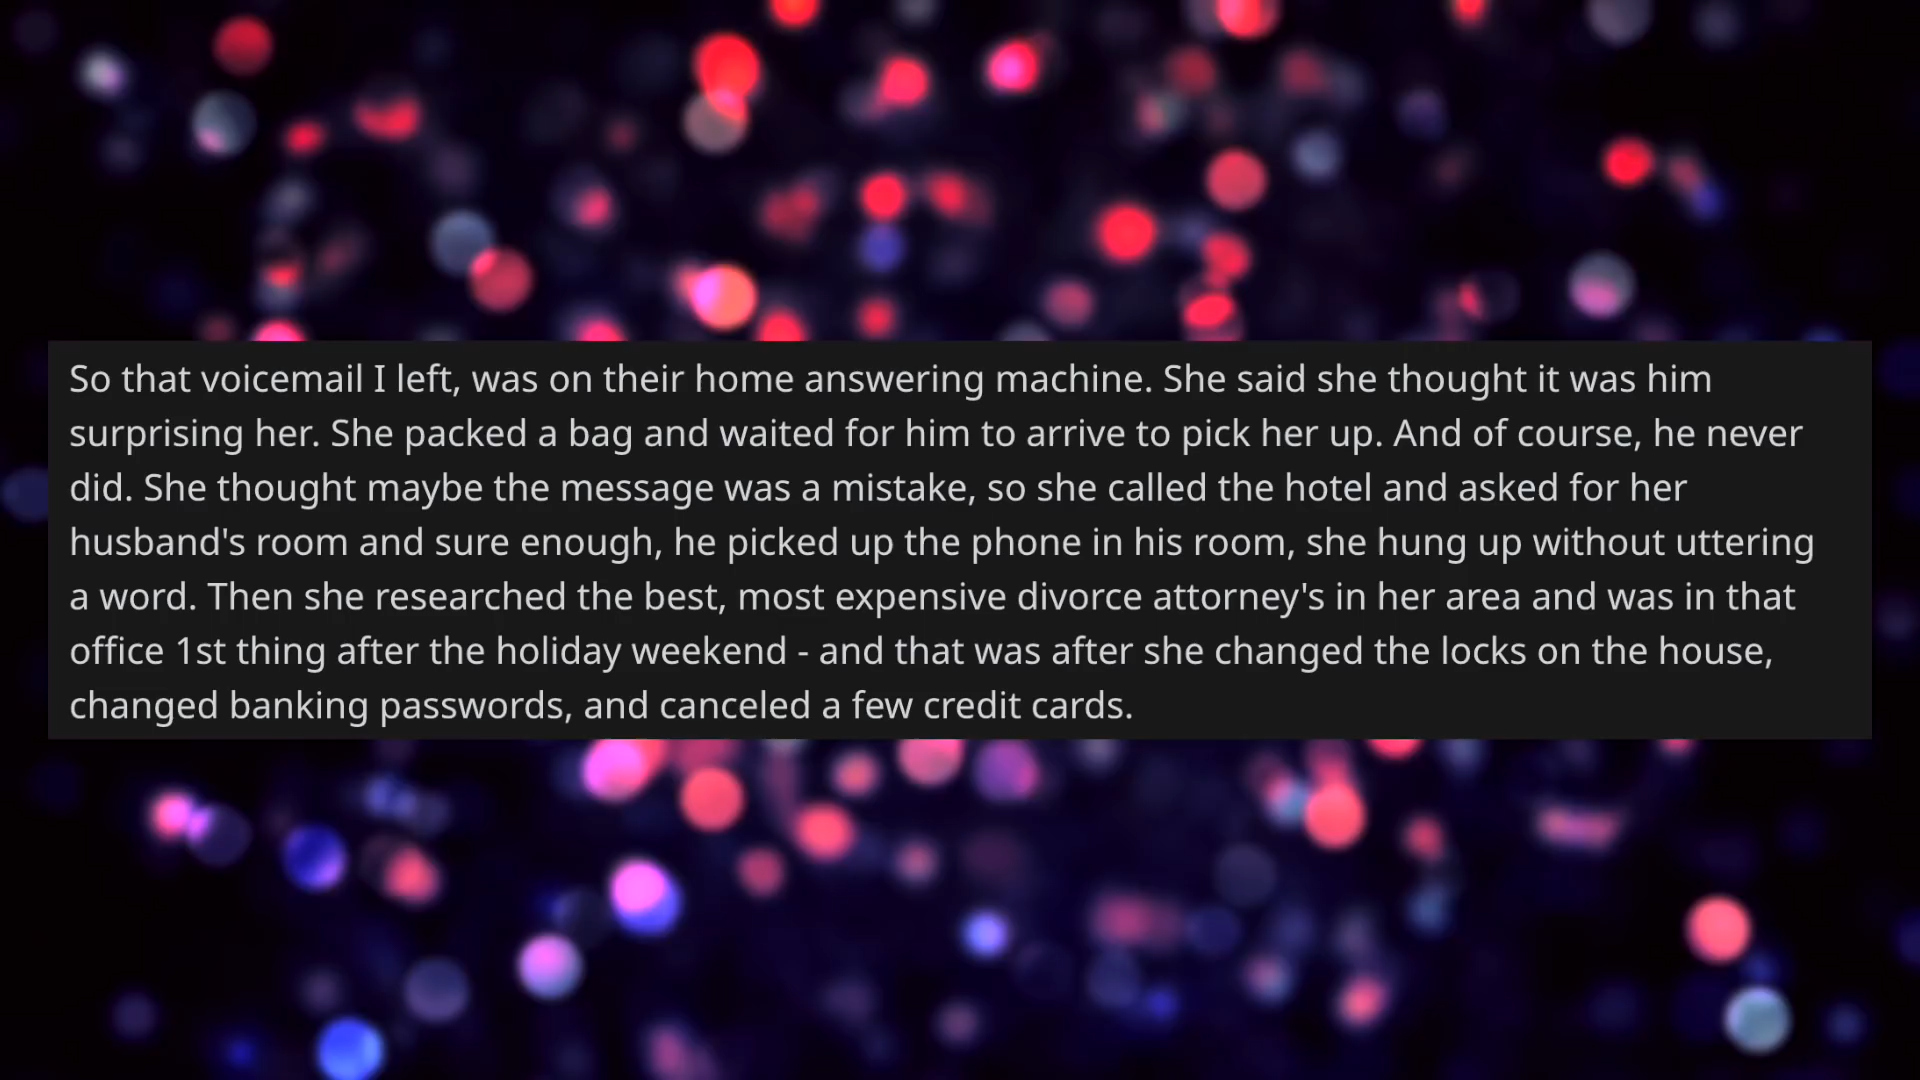 So that voicemail I left, was on their home answering machine. She said she thought it was him
surprising her. She packed a bag and waited for him to arrive to pick her up. And of course, he never
did. She thought maybe the message was a mistake, so she called the hotel and asked for her
husband's room and sure enough, he picked up the phone in his room, she hung up without uttering
a word. Then she researched the best, most expensive divorce attorney's in her area and was in that
office 1st thing after the holiday weekend - and that was after she changed the locks on the house,
changed banking passwords, and canceled a few credit cards.